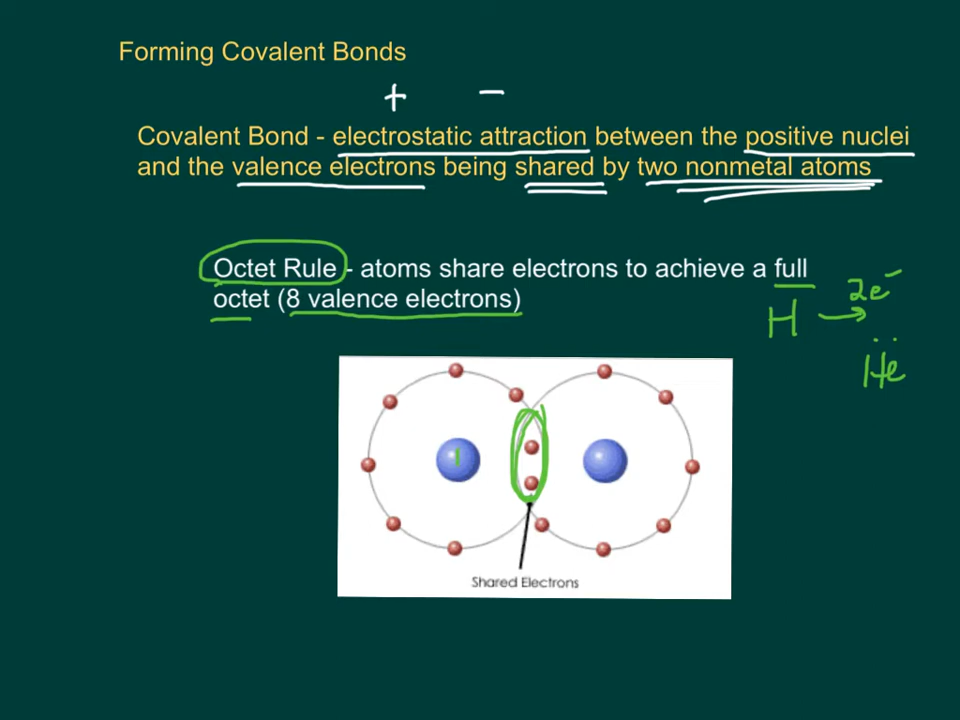 Forming Covalent Bonds
+ −
Covalent Bond - electrostatic attraction between the positive nuclei
and the valence electrons being shared by two nonmetal atoms
Octet Rule - atoms share electrons to achieve a full
octet (8 valence electrons)
2e⁻
H →
He
1
Shared Electrons